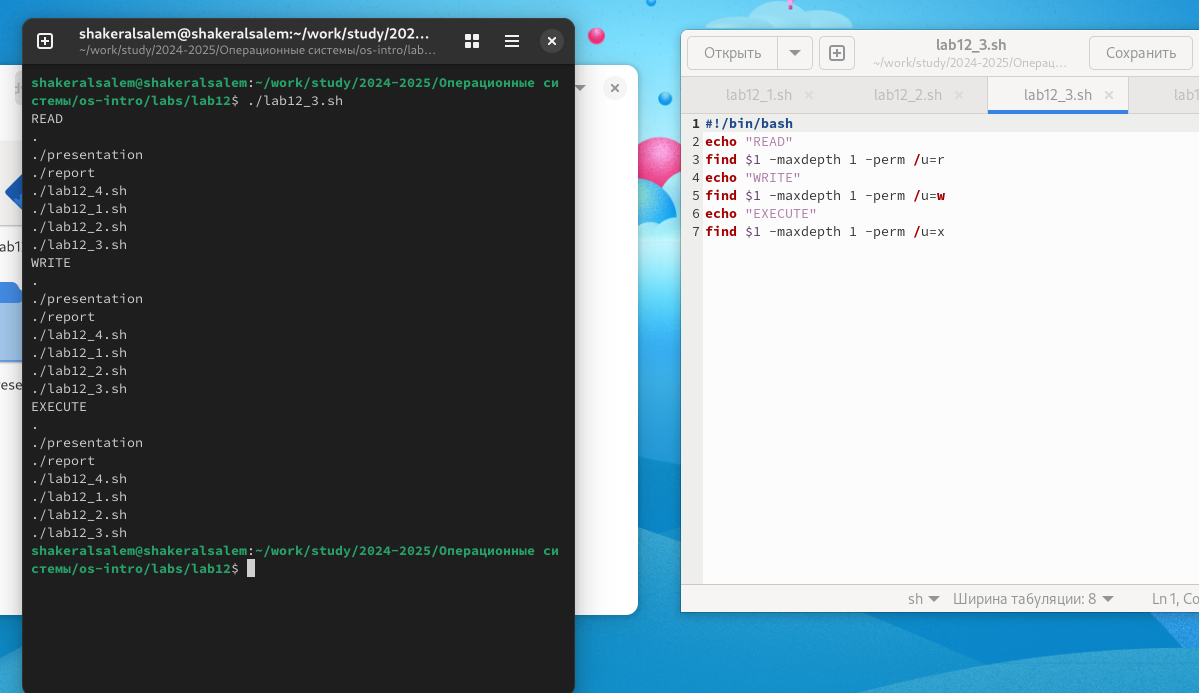 shakeralsalem@shakeralsalem:~/work/study/202...
~/work/study/2024-2025/Операционные системы/os-intro/lab...
shakeralsalem@shakeralsalem:~/work/study/2024-2025/Операционные си
стемы/os-intro/labs/lab12$ ./lab12_3.sh
READ
.
./presentation
./report
./lab12_4.sh
./lab12_1.sh
./lab12_2.sh
./lab12_3.sh
WRITE
.
./presentation
./report
./lab12_4.sh
./lab12_1.sh
./lab12_2.sh
./lab12_3.sh
EXECUTE
.
./presentation
./report
./lab12_4.sh
./lab12_1.sh
./lab12_2.sh
./lab12_3.sh
shakeralsalem@shakeralsalem:~/work/study/2024-2025/Операционные си
стемы/os-intro/labs/lab12$
Открыть
lab12_3.sh
~/work/study/2024-2025/Операц...
Сохранить
lab12_1.sh lab12_2.sh lab12_3.sh lab1
1 #!/bin/bash
2 echo "READ"
3 find $1 -maxdepth 1 -perm /u=r
4 echo "WRITE"
5 find $1 -maxdepth 1 -perm /u=w
6 echo "EXECUTE"
7 find $1 -maxdepth 1 -perm /u=x
sh Ширина табуляции: 8 Ln 1, Co